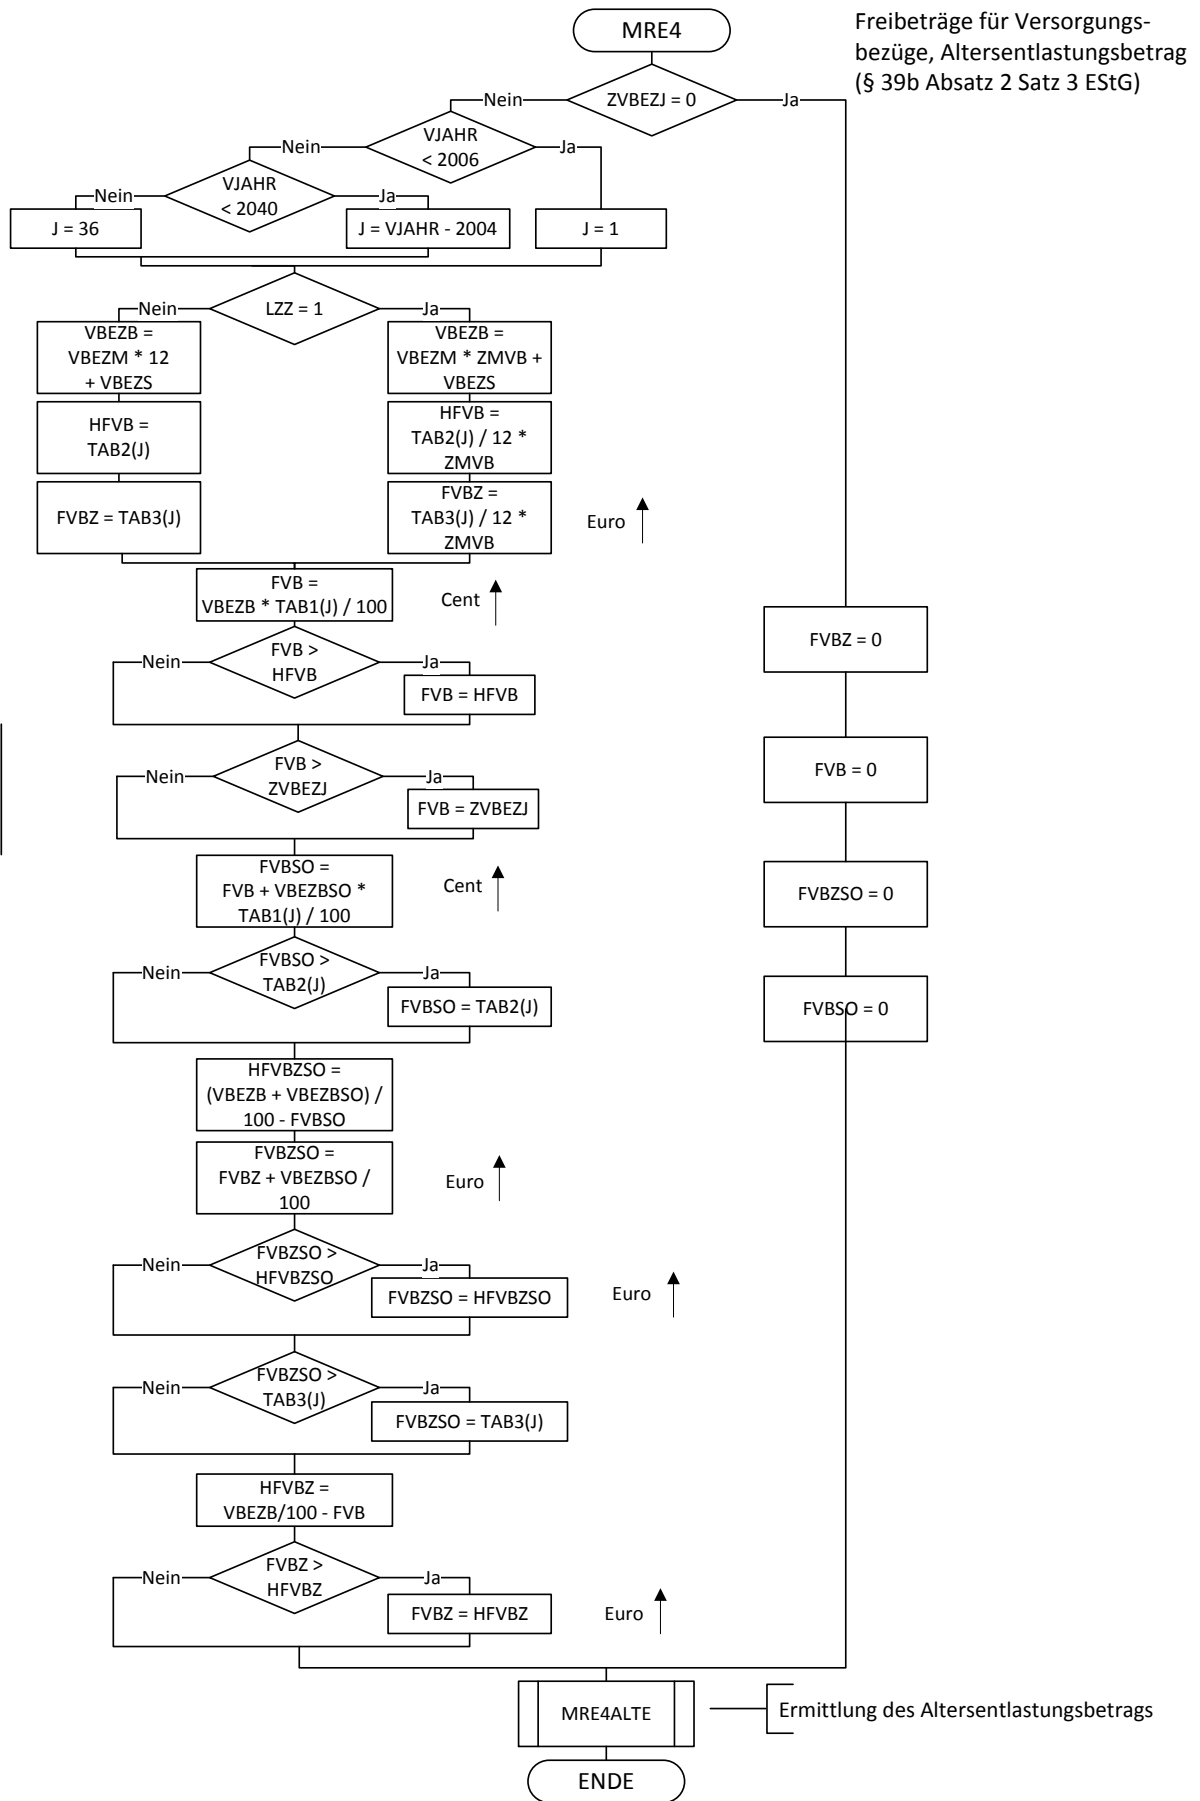 MRE4
Freibeträge für Versorgungs-
bezüge, Altersentlastungsbetrag
(§ 39b Absatz 2 Satz 3 EStG)
ZVBEZJ = 0
Nein
Ja
VJAHR
< 2006
Nein
Ja
VJAHR
< 2040
Nein
Ja
J = 36
J = VJAHR - 2004
J = 1
LZZ = 1
Nein
Ja
VBEZB =
VBEZM * 12
+ VBEZS
VBEZB =
VBEZM * ZMVB +
VBEZS
HFVB =
TAB2(J)
HFVB =
TAB2(J) / 12 *
ZMVB
FVBZ = TAB3(J)
FVBZ =
TAB3(J) / 12 *
ZMVB
Euro
FVB =
VBEZB * TAB1(J) / 100
Cent
FVB >
HFVB
Nein
Ja
FVB = HFVB
FVBZ = 0
FVB >
ZVBEZJ
Nein
Ja
FVB = ZVBEZJ
FVB = 0
FVBSO =
FVB + VBEZBSO *
TAB1(J) / 100
Cent
FVBZSO = 0
FVBSO >
TAB2(J)
Nein
Ja
FVBSO = TAB2(J)
FVBSO = 0
HFVBZSO =
(VBEZB + VBEZBSO) /
100 - FVBSO
FVBZSO =
FVBZ + VBEZBSO /
100
Euro
FVBZSO >
HFVBZSO
Nein
Ja
FVBZSO = HFVBZSO
Euro
FVBZSO >
TAB3(J)
Nein
Ja
FVBZSO = TAB3(J)
HFVBZ =
VBEZB/100 - FVB
FVBZ >
HFVBZ
Nein
Ja
FVBZ = HFVBZ
Euro
MRE4ALTE
Ermittlung des Altersentlastungsbetrags
ENDE